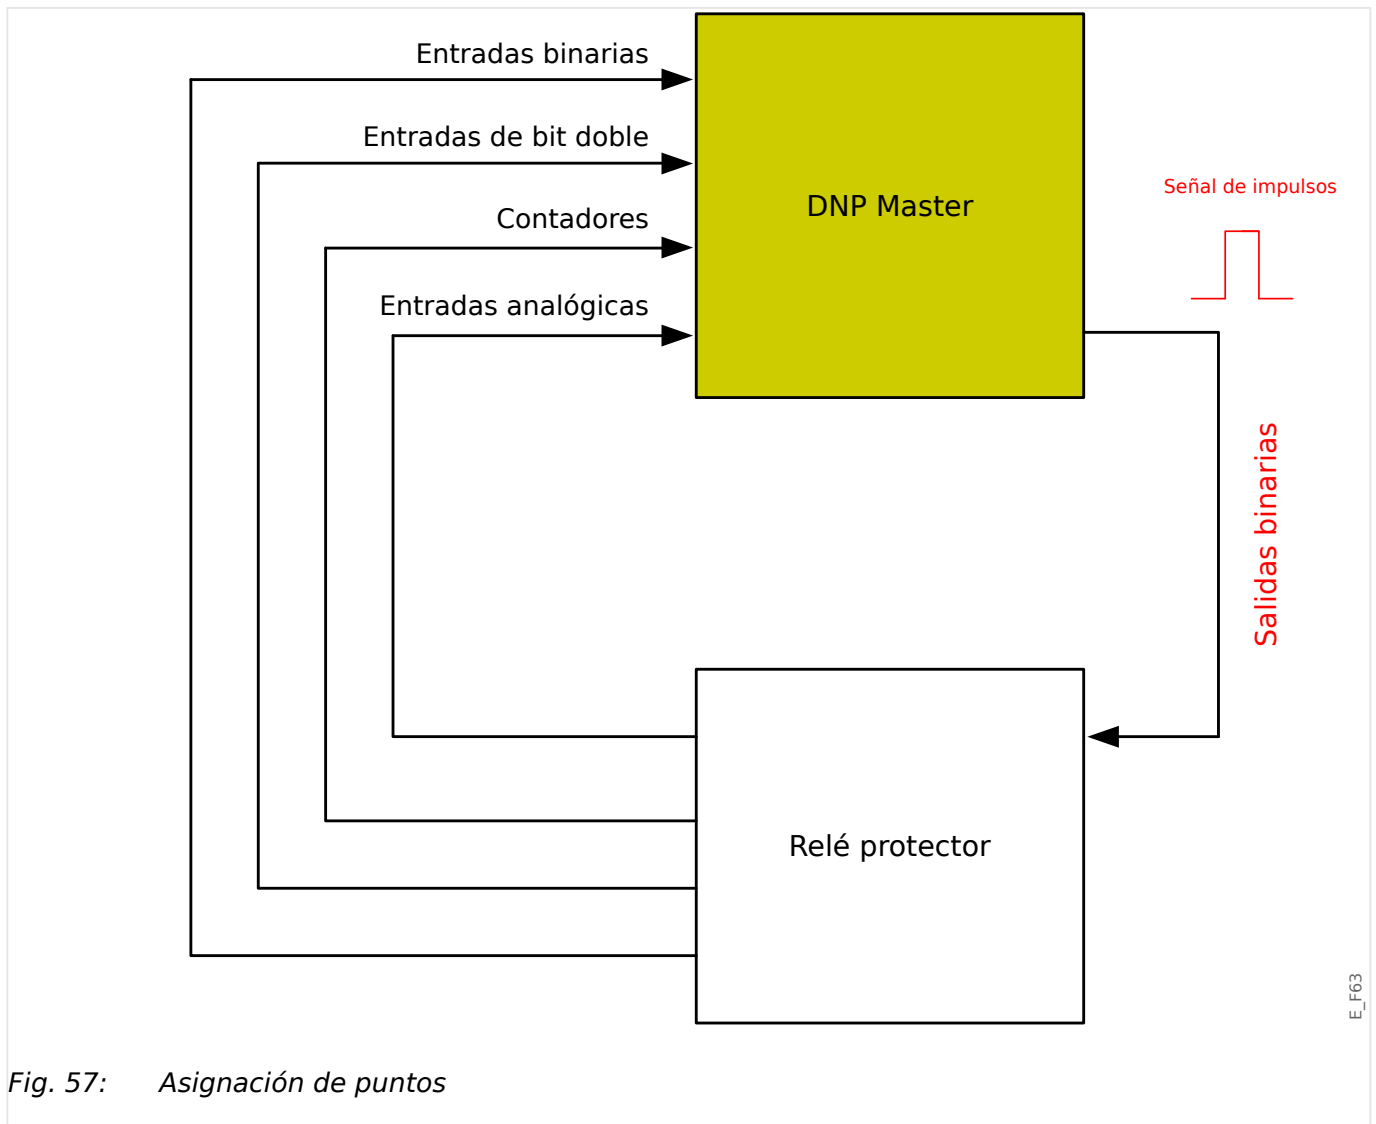 Entradas binarias
Entradas de bit doble
Contadores
Entradas analógicas
DNP Master
Señal de impulsos
Salidas binarias
Relé protector
E_F63
Fig. 57: Asignación de puntos